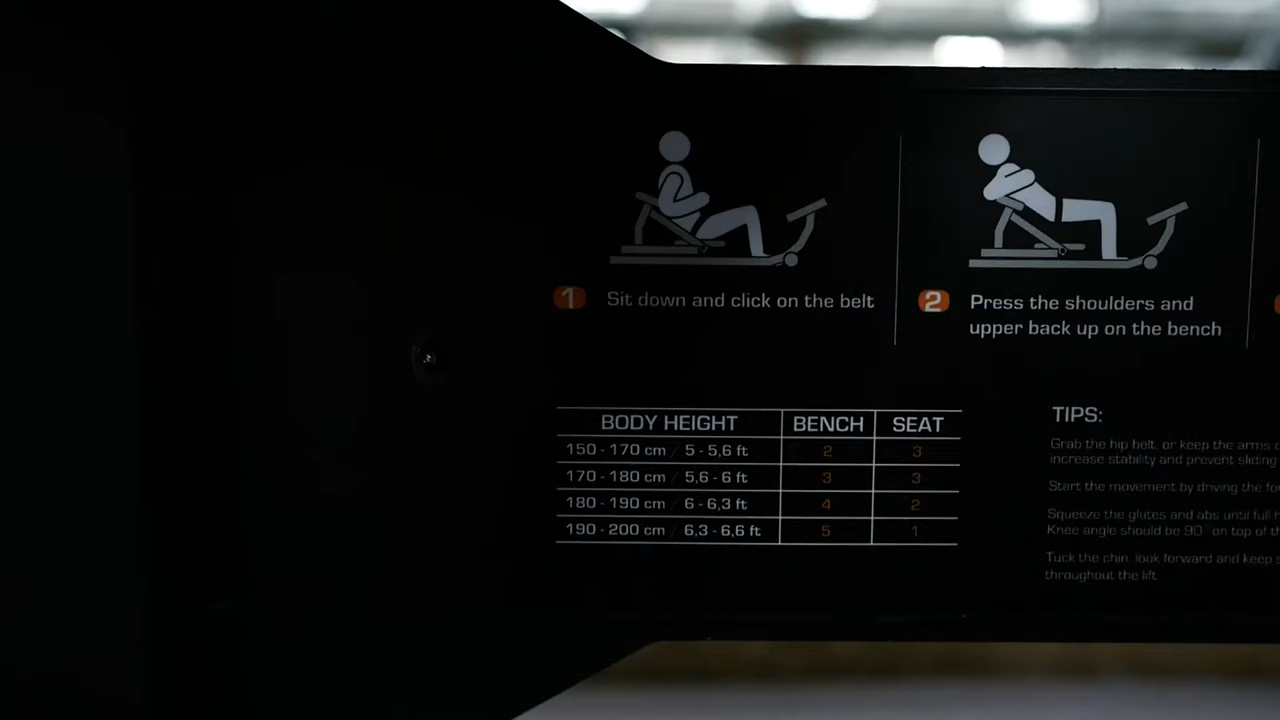 1 Sit down and click on the belt
2 Press the shoulders and
upper back up on the bench
BODY HEIGHT BENCH SEAT
150 - 170 cm / 5 - 5,6 ft 2 3
170 - 180 cm / 5,6 - 6 ft 3 3
180 - 190 cm / 6 - 6,3 ft 4 2
190 - 200 cm / 6,3 - 6,6 ft 5 1
TIPS:
Grab the hip belt, or keep the arms
increase stability and prevent sliding
Start the movement by driving the
Squeeze the glutes and abs until full
Knee angle should be 90° on top of
Tuck the chin, look forward and keep
throughout the lift